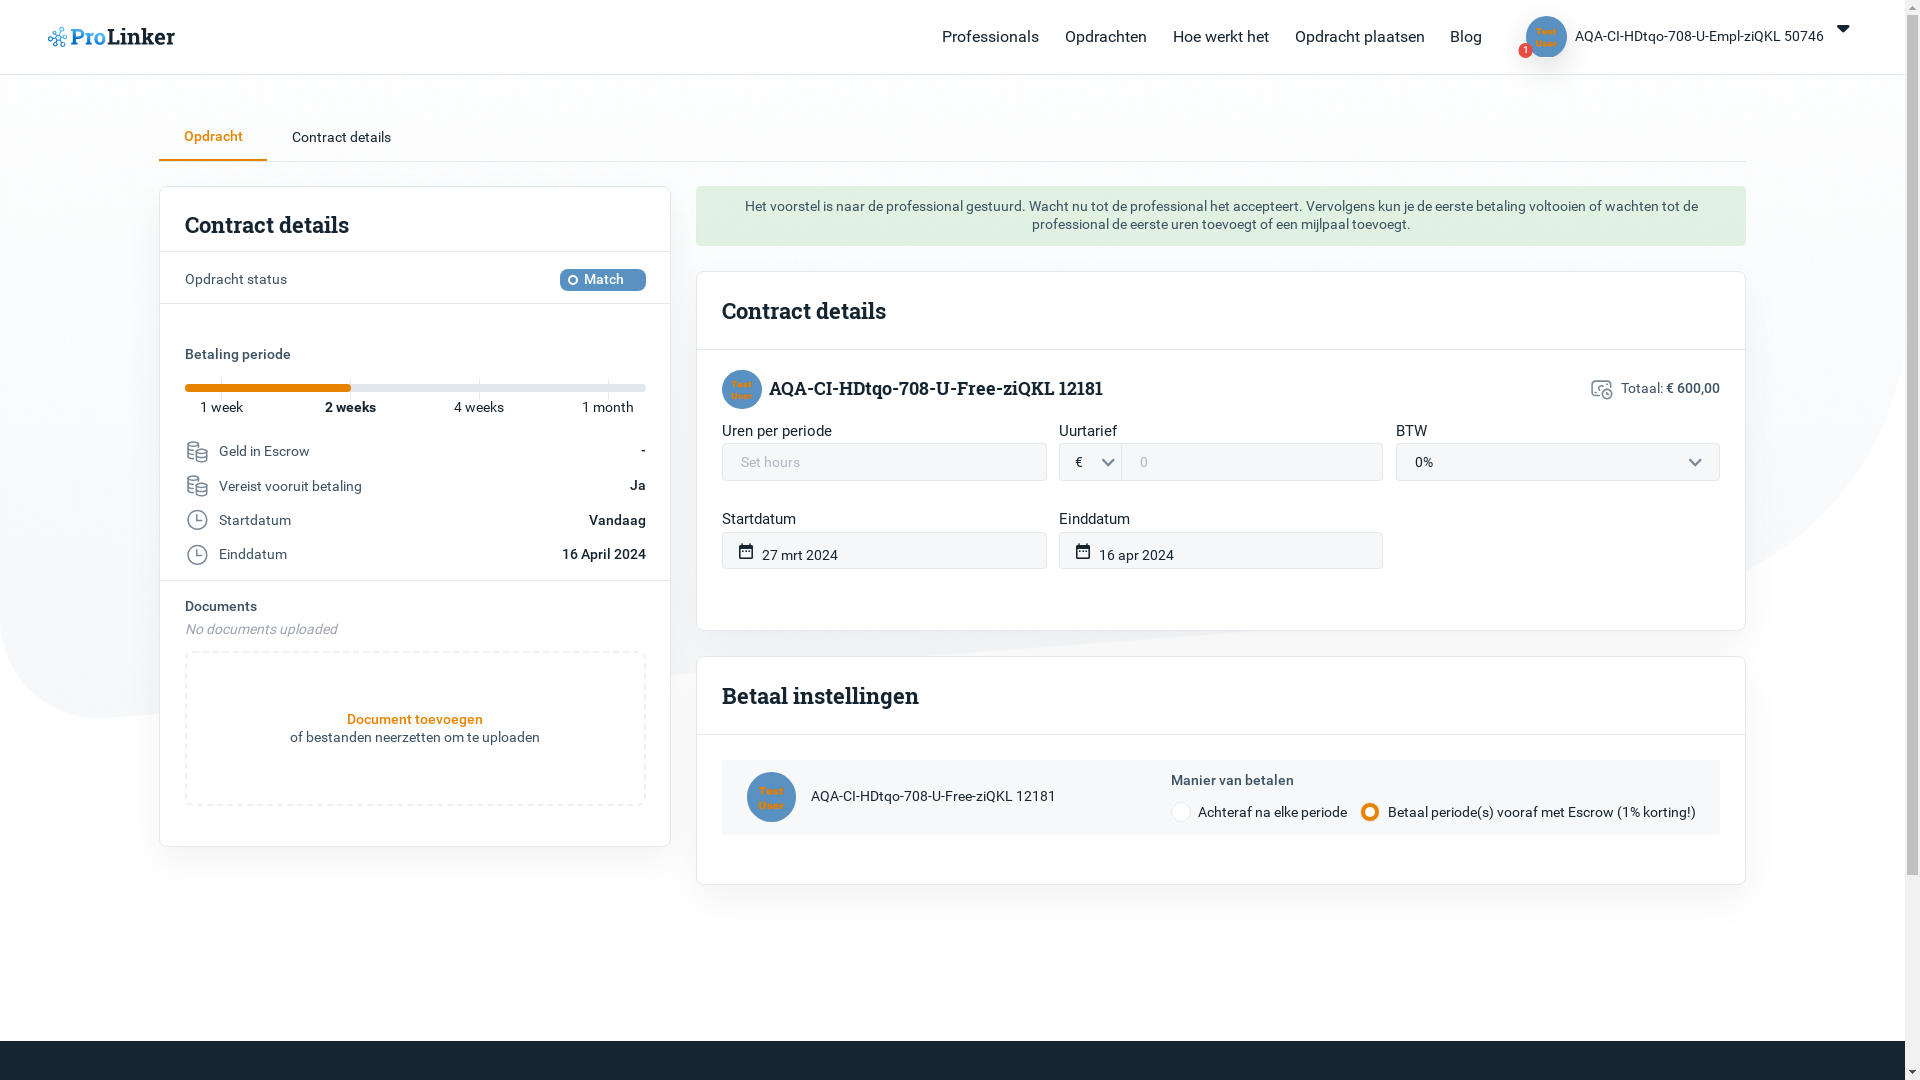 ProLinker
Professionals
Opdrachten
Hoe werkt het
Opdracht plaatsen
Blog
Test
User
1
AQA-CI-HDtqo-708-U-Empl-ziQKL 50746
Opdracht
Contract details
Contract details
Opdracht status
Match
Betaling periode
1 week
2 weeks
4 weeks
1 month
Geld in Escrow
-
Vereist vooruit betaling
Ja
Startdatum
Vandaag
Einddatum
16 April 2024
Documents
No documents uploaded
Document toevoegen
of bestanden neerzetten om te uploaden
Het voorstel is naar de professional gestuurd. Wacht nu tot de professional het accepteert. Vervolgens kun je de eerste betaling voltooien of wachten tot de
professional de eerste uren toevoegt of een mijlpaal toevoegt.
Contract details
Test
User
AQA-CI-HDtqo-708-U-Free-ziQKL 12181
Totaal: € 600,00
Uren per periode
Uurtarief
BTW
Set hours
€
0
0%
Startdatum
Einddatum
27 mrt 2024
16 apr 2024
Betaal instellingen
Test
User
AQA-CI-HDtqo-708-U-Free-ziQKL 12181
Manier van betalen
Achteraf na elke periode
Betaal periode(s) vooraf met Escrow (1% korting!)